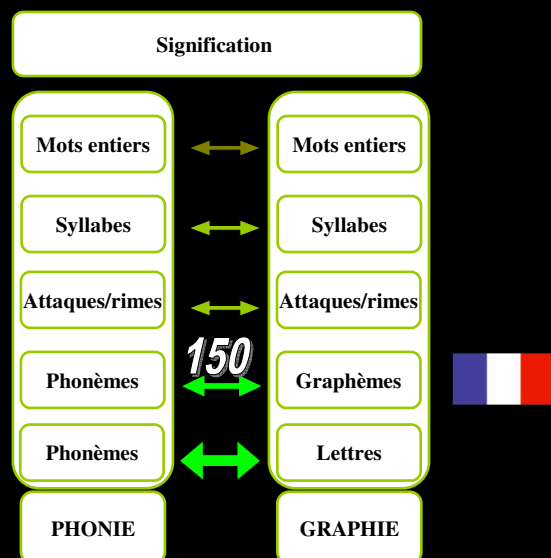 Signification
Mots entiers
Mots entiers
Syllabes
Syllabes
Attaques/rimes
Attaques/rimes
150
Phonèmes
Graphèmes
Phonèmes
Lettres
PHONIE
GRAPHIE